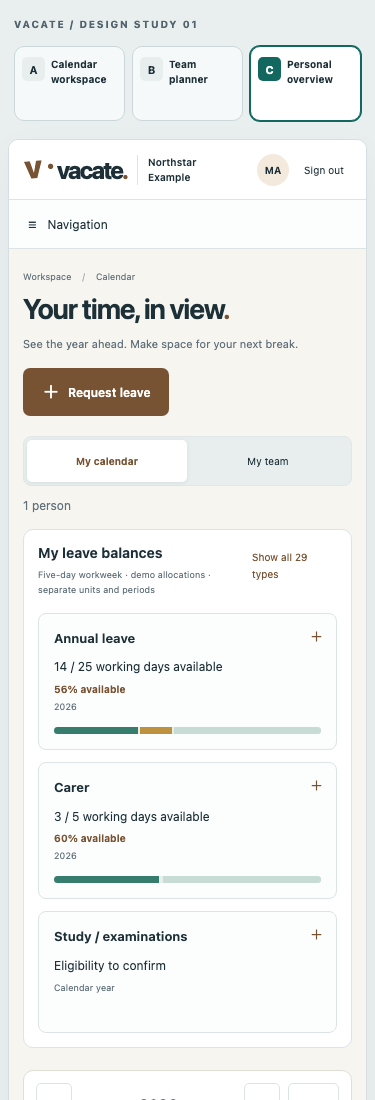 VACATE / DESIGN STUDY 01
A
Calendar
workspace
B
Team
planner
C
Personal
overview
vacate.
Northstar
Example
MA
Sign out
≡ Navigation
Workspace / Calendar
Your time, in view.
See the year ahead. Make space for your next break.
+ Request leave
My calendar
My team
1 person
My leave balances
Show all 29
types
Five-day workweek · demo allocations ·
separate units and periods
Annual leave +
14 / 25 working days available
56% available
2026
Carer +
3 / 5 working days available
60% available
2026
Study / examinations +
Eligibility to confirm
Calendar year